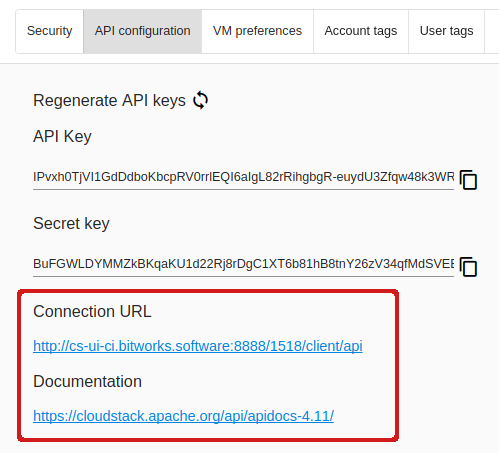 Security API configuration VM preferences Account tags User tags
Regenerate API keys
API Key
IPvxh0TjVI1GdDdboKbcpRV0rrlEQI6aIgL82rRihgbgR-euydU3Zfqw48k3WR
Secret key
BuFGWLDYMMZkBKqaKU1d22Rj8rDgC1XT6b81hB8tnY26zV34qfMdSVEE
Connection URL
http://cs-ui-ci.bitworks.software:8888/1518/client/api
Documentation
https://cloudstack.apache.org/api/apidocs-4.11/